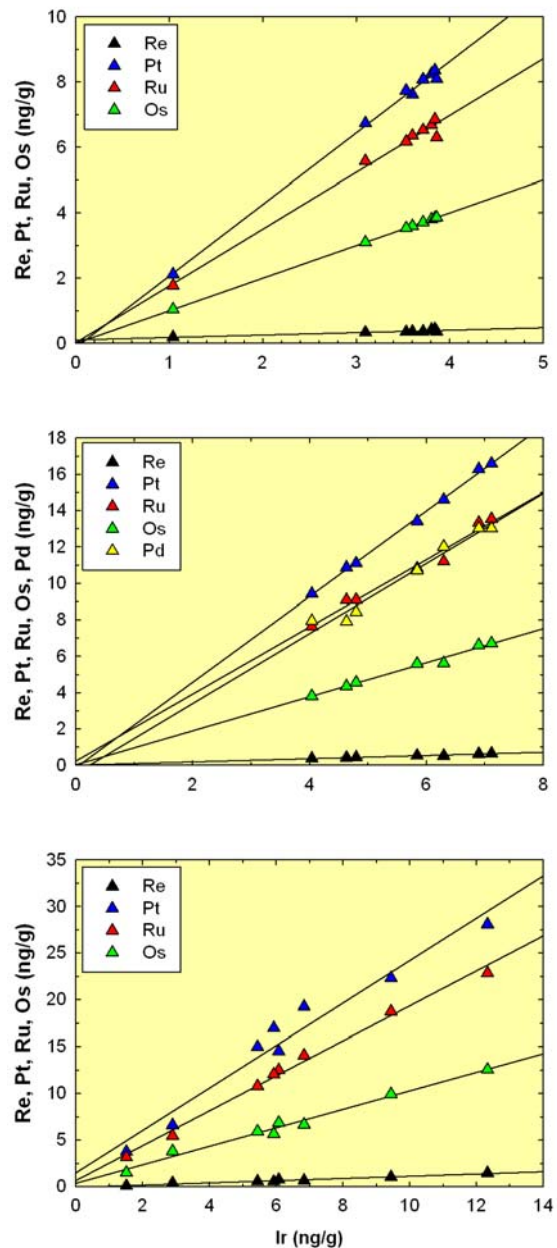 Re, Pt, Ru, Os (ng/g)
10
8
6
4
2
0
Re
Pt
Ru
Os
0 1 2 3 4 5
Re, Pt, Ru, Os, Pd (ng/g)
18
16
14
12
10
8
6
4
2
0
Re
Pt
Ru
Os
Pd
0 2 4 6 8
Re, Pt, Ru, Os (ng/g)
35
30
25
20
15
10
5
0
Re
Pt
Ru
Os
0 2 4 6 8 10 12 14
Ir (ng/g)